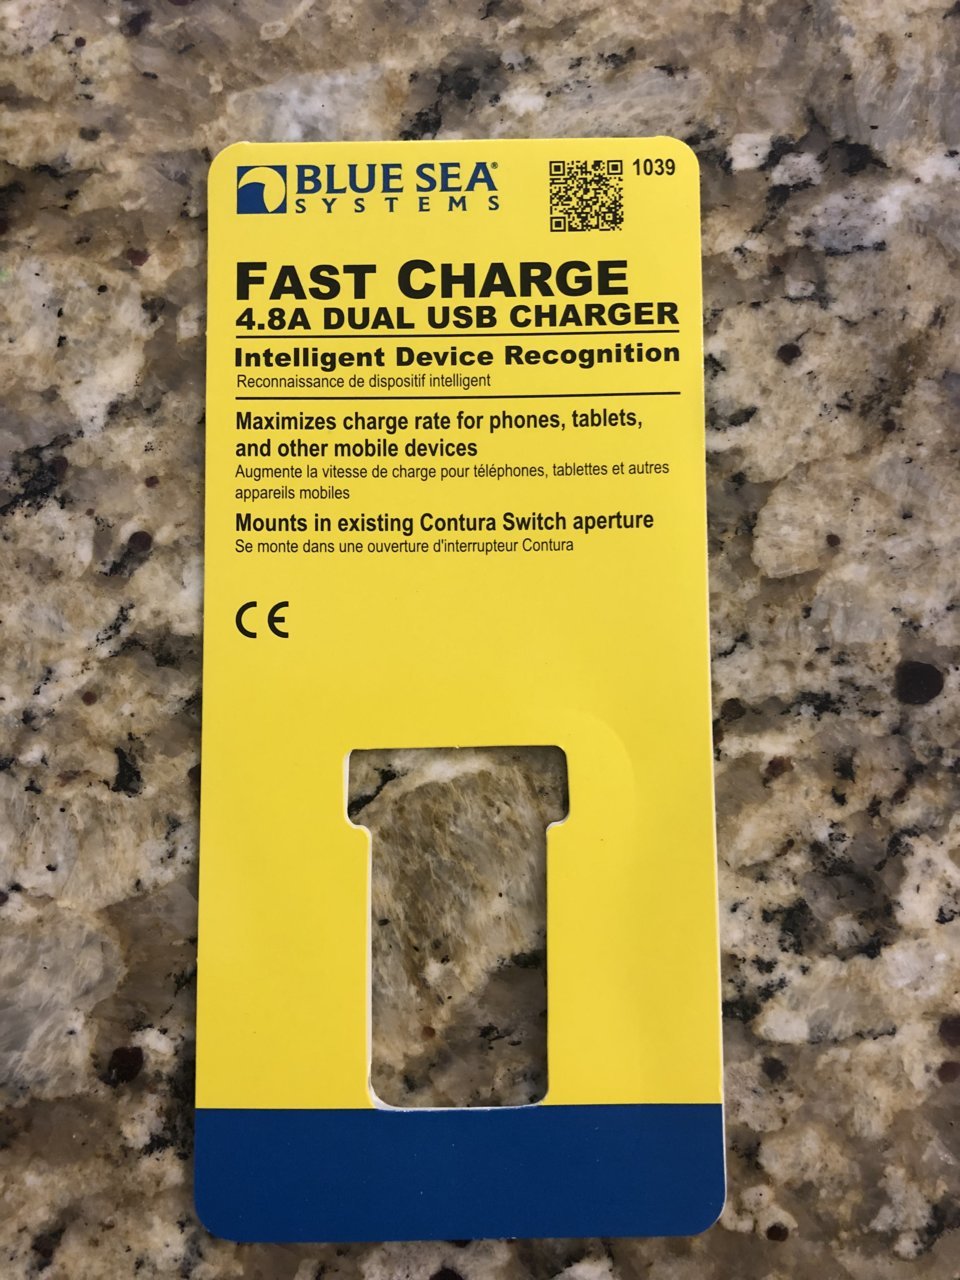 BLUE SEA®
SYSTEMS
1039
FAST CHARGE
4.8A DUAL USB CHARGER
Intelligent Device Recognition
Reconnaissance de dispositif intelligent
Maximizes charge rate for phones, tablets,
and other mobile devices
Augmente la vitesse de charge pour téléphones, tablettes et autres
appareils mobiles
Mounts in existing Contura Switch aperture
Se monte dans une ouverture d'interrupteur Contura
CE